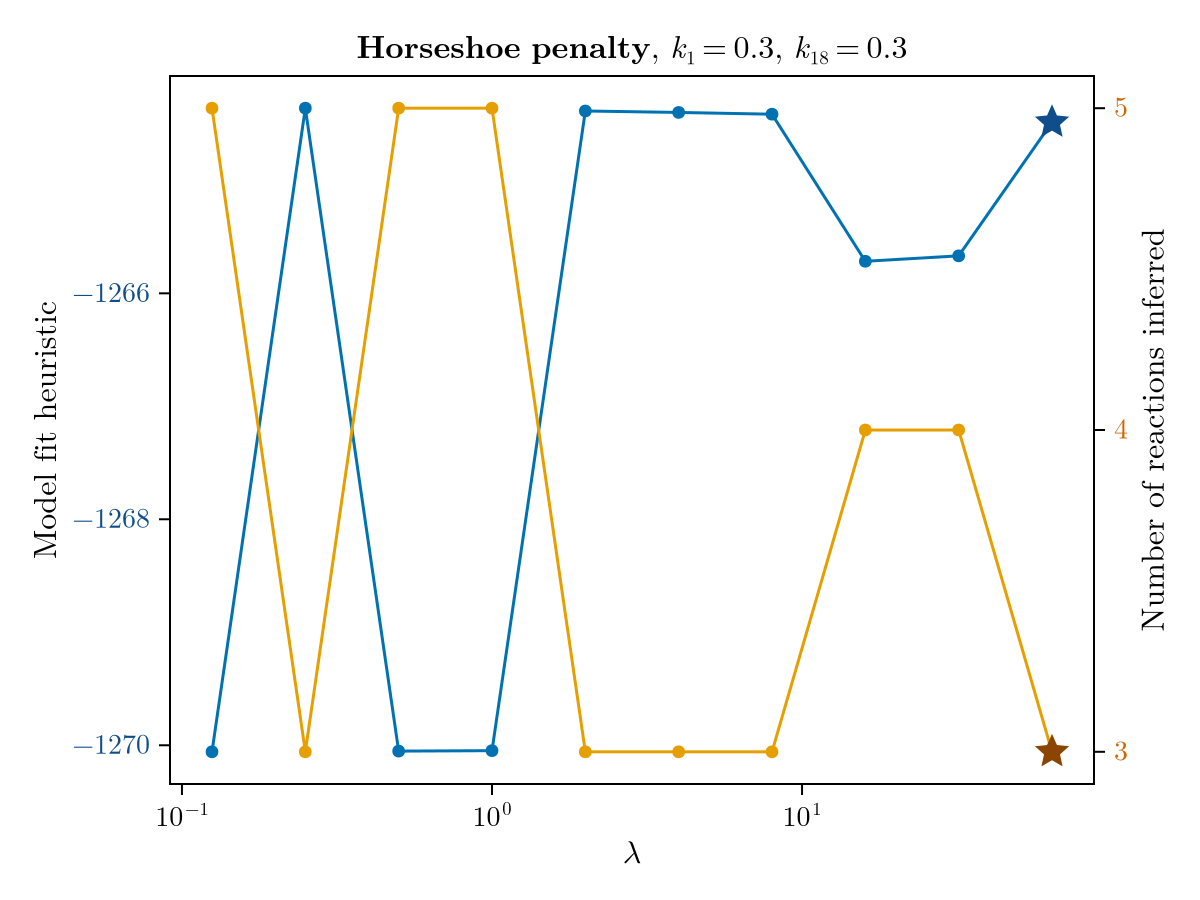 Horseshoe penalty, k₁ = 0.3, k₁₈ = 0.3
Model fit heuristic
−1266
−1268
−1270
5
4
3
Number of reactions inferred
10⁻¹
10⁰
10¹
λ